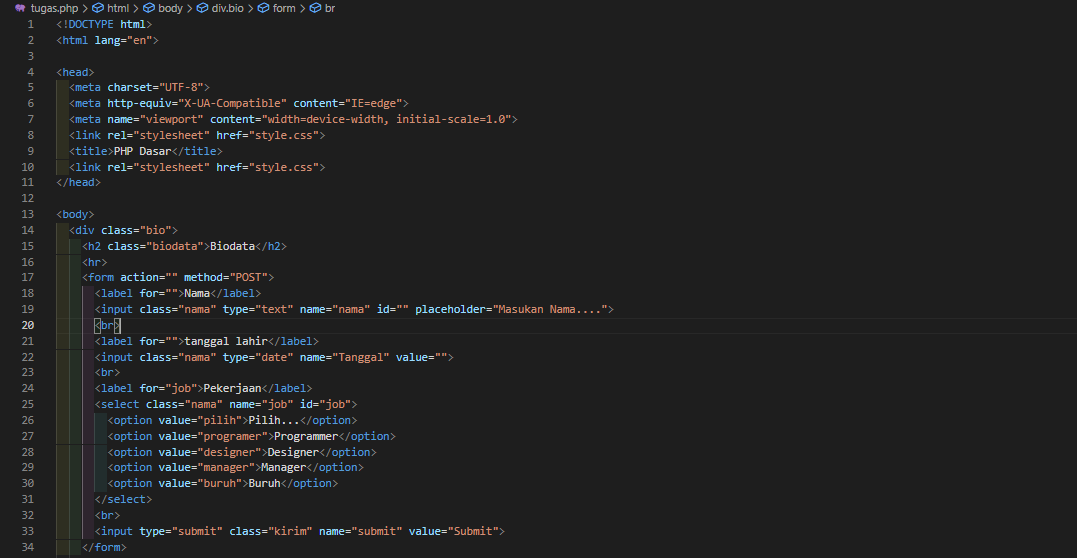 tugas.php > html > body > div.bio > form > br
1 <!DOCTYPE html>
2 <html lang="en">
3
4 <head>
5 <meta charset="UTF-8">
6 <meta http-equiv="X-UA-Compatible" content="IE=edge">
7 <meta name="viewport" content="width=device-width, initial-scale=1.0">
8 <link rel="stylesheet" href="style.css">
9 <title>PHP Dasar</title>
10 <link rel="stylesheet" href="style.css">
11 </head>
12
13 <body>
14 <div class="bio">
15 <h2 class="biodata">Biodata</h2>
16 <hr>
17 <form action="" method="POST">
18 <label for="">Nama</label>
19 <input class="nama" type="text" name="nama" id="" placeholder="Masukan Nama....">
20 <br>
21 <label for="">tanggal lahir</label>
22 <input class="nama" type="date" name="Tanggal" value="">
23 <br>
24 <label for="job">Pekerjaan</label>
25 <select class="nama" name="job" id="job">
26 <option value="pilih">Pilih...</option>
27 <option value="programer">Programmer</option>
28 <option value="designer">Designer</option>
29 <option value="manager">Manager</option>
30 <option value="buruh">Buruh</option>
31 </select>
32 <br>
33 <input type="submit" class="kirim" name="submit" value="Submit">
34 </form>